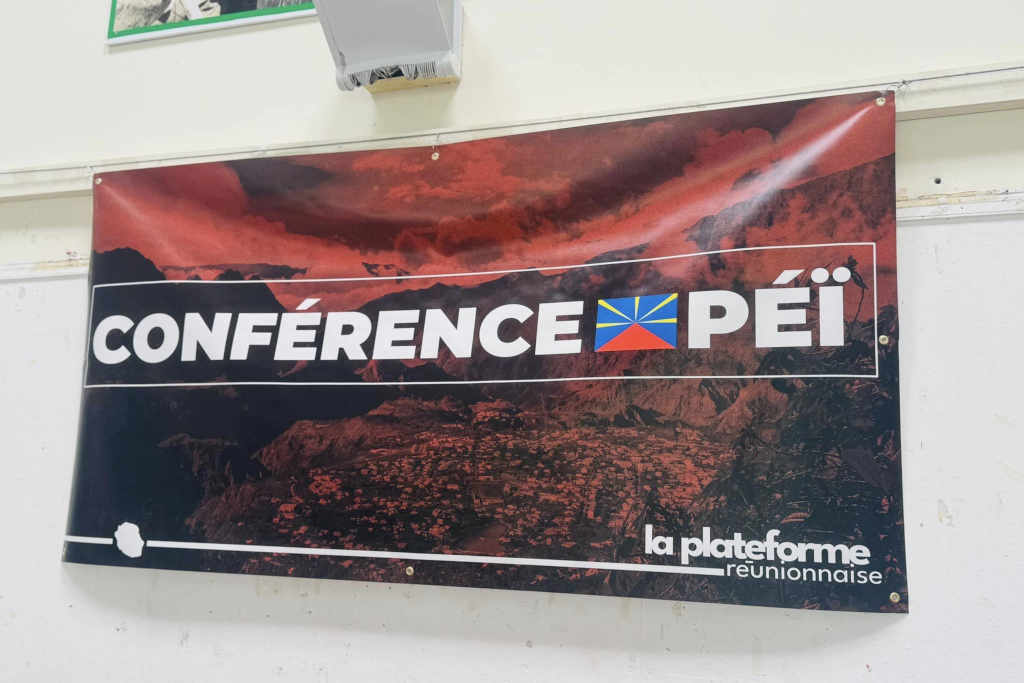 CONFÉRENCE PÉÏ
la plateforme
réunionnaise